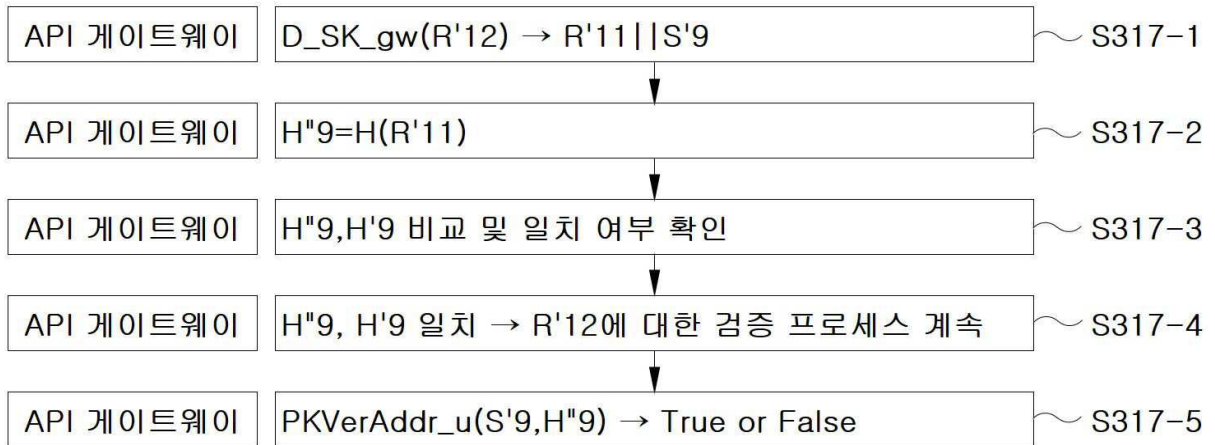 API 게이트웨이 D_SK_gw(R'12) → R'11||S'9 S317-1
API 게이트웨이 H"9=H(R'11) S317-2
API 게이트웨이 H"9,H'9 비교 및 일치 여부 확인 S317-3
API 게이트웨이 H"9, H'9 일치 → R'12에 대한 검증 프로세스 계속 S317-4
API 게이트웨이 PKVerAddr_u(S'9,H"9) → True or False S317-5